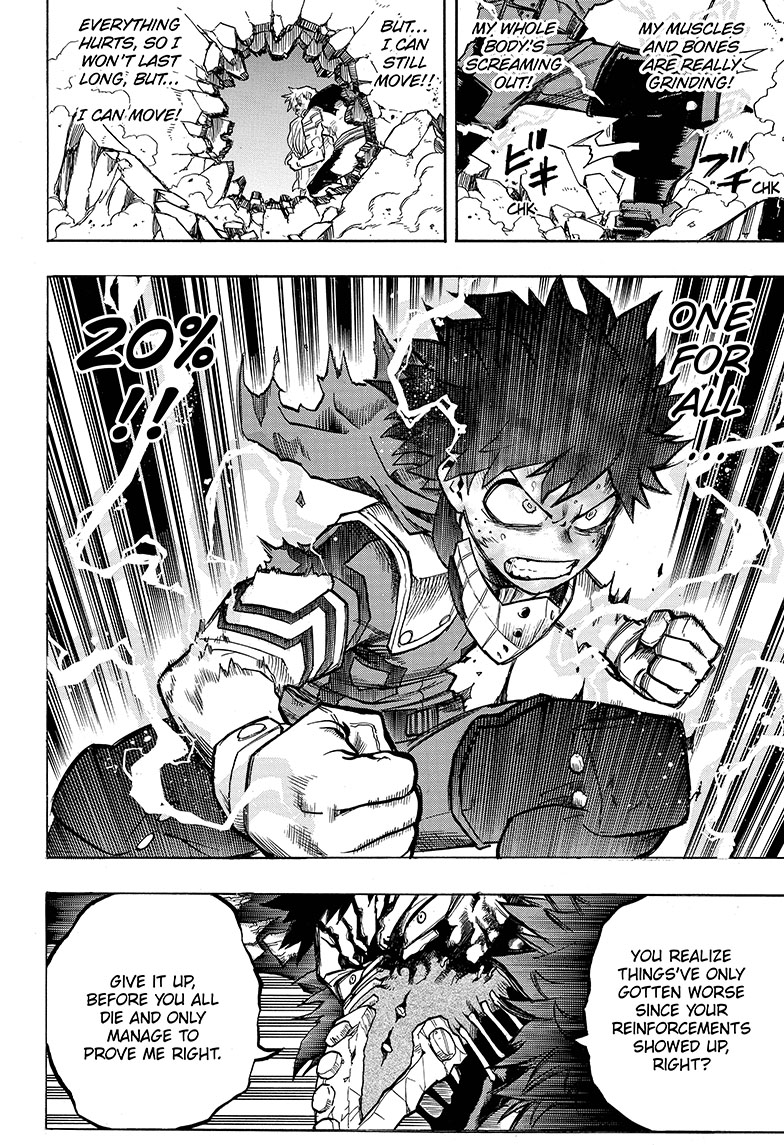 MY MUSCLES
AND BONES
ARE REALLY
GRINDING!
MY WHOLE
BODY'S
SCREAMING
OUT!
ブチ
CHK
ビキ
CHK
BUT...
I CAN
STILL
MOVE!!
EVERYTHING
HURTS, SO I
WON'T LAST
LONG, BUT...
I CAN MOVE!
ONE
FOR
ALL
...
20%
!!
YOU REALIZE
THINGS'VE ONLY
GOTTEN WORSE
SINCE YOUR
REINFORCEMENTS
SHOWED UP,
RIGHT?
GIVE IT UP,
BEFORE YOU ALL
DIE AND ONLY
MANAGE TO
PROVE ME RIGHT.